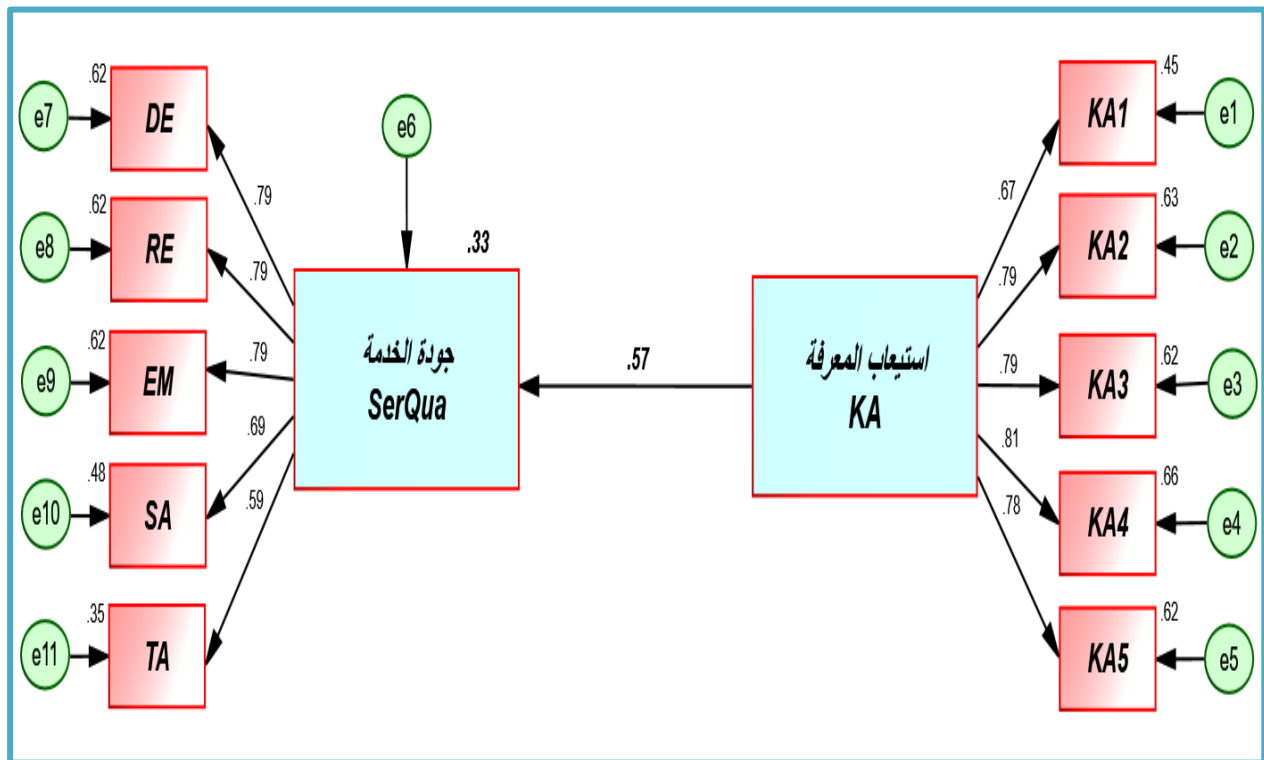 .62
e7
DE
.62
e8
RE
.62
e9
EM
.48
e10
SA
.35
e11
TA
.79
.79
.79
.69
.59
e6
.33
جودة الخدمة
SerQua
.57
استيعاب المعرفة
KA
.67
.79
.79
.81
.78
.45
KA1
e1
.63
KA2
e2
.62
KA3
e3
.66
KA4
e4
.62
KA5
e5